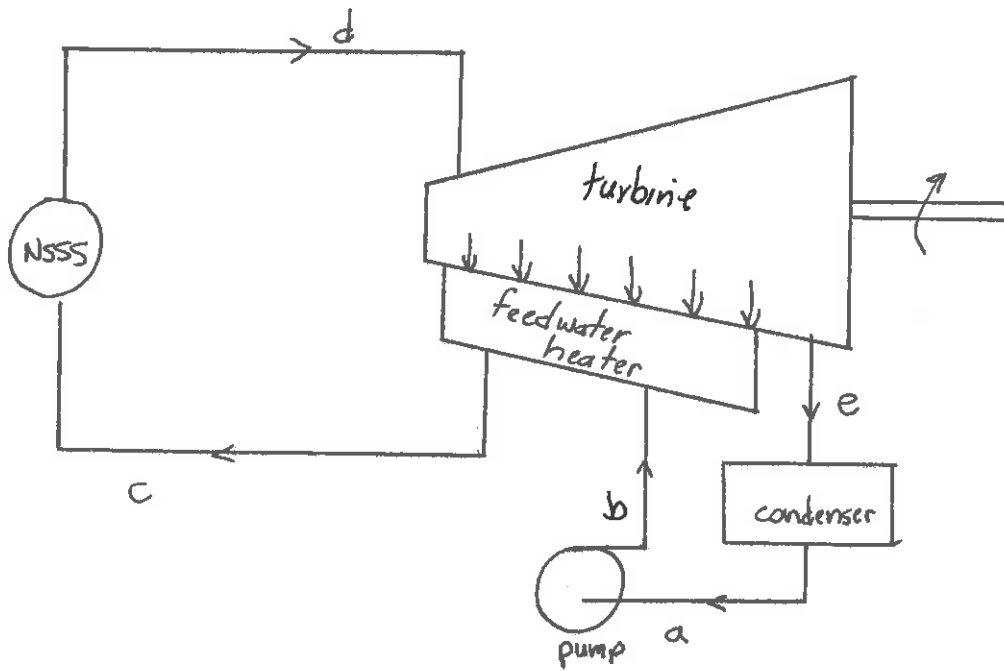 d
turbine
NSSS
feedwater
heater
e
c
b
condenser
a
pump